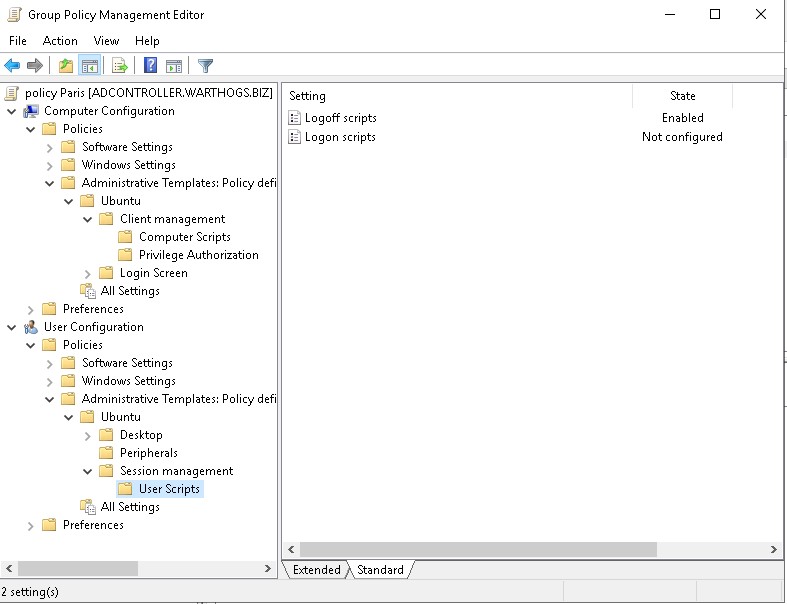 Group Policy Management Editor
File Action View Help
policy Paris [ADCONTROLLER.WARTHOGS.BIZ]
Computer Configuration
Policies
Software Settings
Windows Settings
Administrative Templates: Policy defi
Ubuntu
Client management
Computer Scripts
Privilege Authorization
Login Screen
All Settings
Preferences
User Configuration
Policies
Software Settings
Windows Settings
Administrative Templates: Policy defi
Ubuntu
Desktop
Peripherals
Session management
User Scripts
All Settings
Preferences
Setting State
Logoff scripts Enabled
Logon scripts Not configured
Extended Standard
2 setting(s)